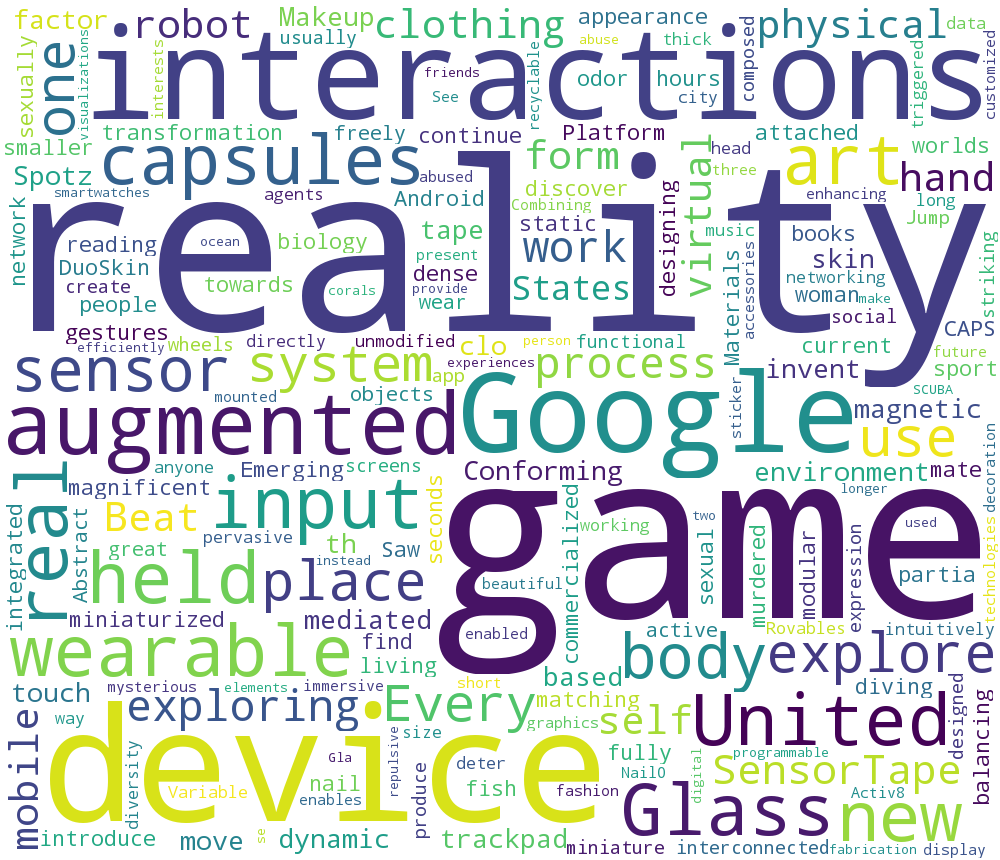 factor robot Makeup clothing appearance physical data
usually abuse thick
sexually one visualizations interactions interests friends See recyclable odor hours city composed triggered customized
transformation freely continue Platform attached worlds
smaller capsules form virtual art hand
Spotz smartwatches agents abused Android discover Combining head three enhancing long Jump
network reading ocean biology reality tape static work designing music books skin striking
DuoSkin corals present dense networking
create people towards provide wear States Materials accessories woman make social CAPS
gestures efficiently wheels directly unmodified clo experiences person functional current future
sensor system app process invent sport
mounted objects sticker SCUBA
augmented Google magnetic
use decoration
anyone Emerging screens Conforming environment mate
magnificent longer
integrated real Abstract Beat input seconds game used
pervasive commercialized working two technologies
great th Saw
held place instead beautiful sexual murdered modular expression partia
miniaturized mediated enabled active Rovables intuitively
wearable find body explore
living based diving
touch mysterious elements immersive short matching
way exploring Every graphics self United designed balancing
mobile diversity device size fully programmable
Gla repulsive deter NailO digital SensorTape
Variable nail fish fashion Activ8
enables produce Glass new
introduce move se dynamic trackpad miniature interconnected fabrication display